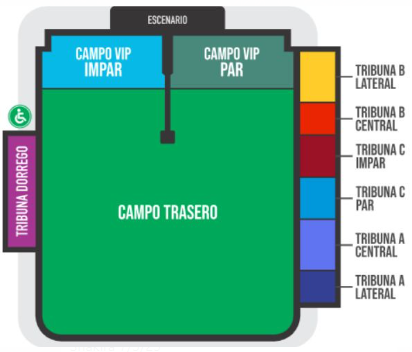 ESCENARIO
CAMPO VIP
IMPAR
CAMPO VIP
PAR
TRIBUNA B
LATERAL
TRIBUNA B
CENTRAL
TRIBUNA C
IMPAR
TRIBUNA C
PAR
TRIBUNA A
CENTRAL
TRIBUNA A
LATERAL
TRIBUNA DORREGO
CAMPO TRASERO